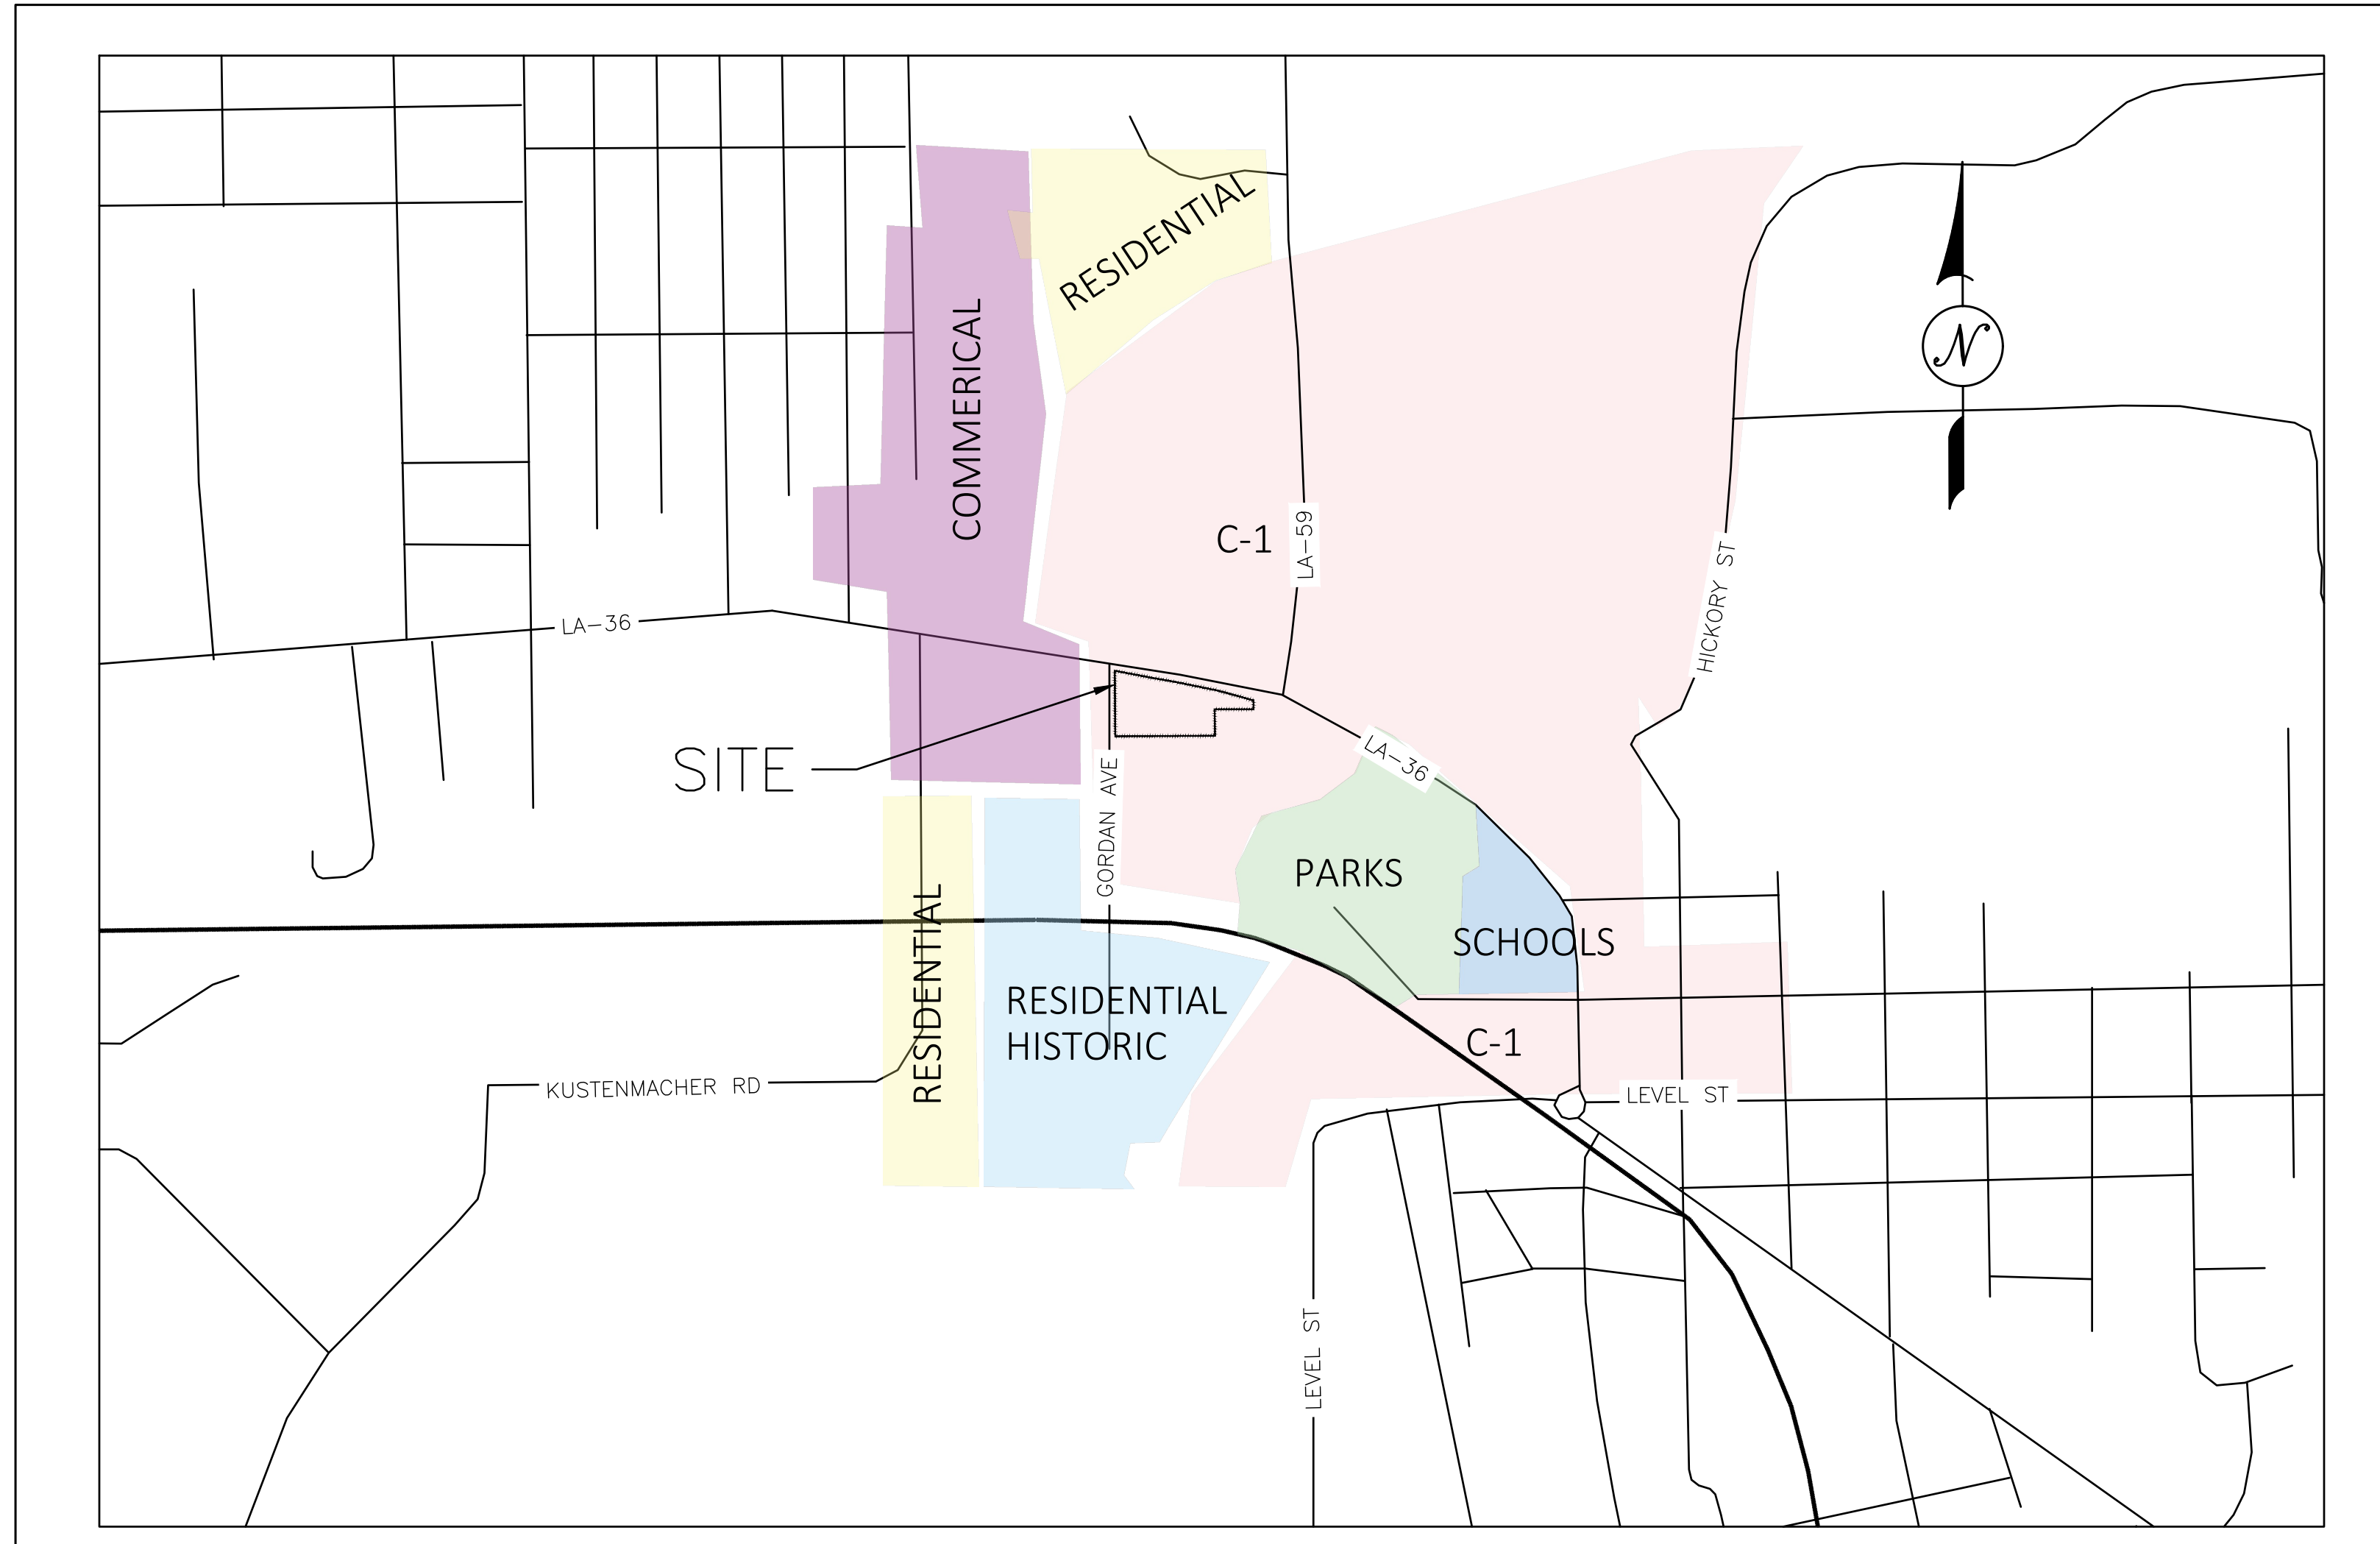 RESIDENTIAL
N
COMMERICAL
C-1
LA-59
HICKORY ST
LA-36
SITE
LA-36
GORDAN AVE
PARKS
SCHOOLS
RESIDENTIAL
RESIDENTIAL
HISTORIC
C-1
KUSTENMACHER RD
LEVEL ST
LEVEL ST